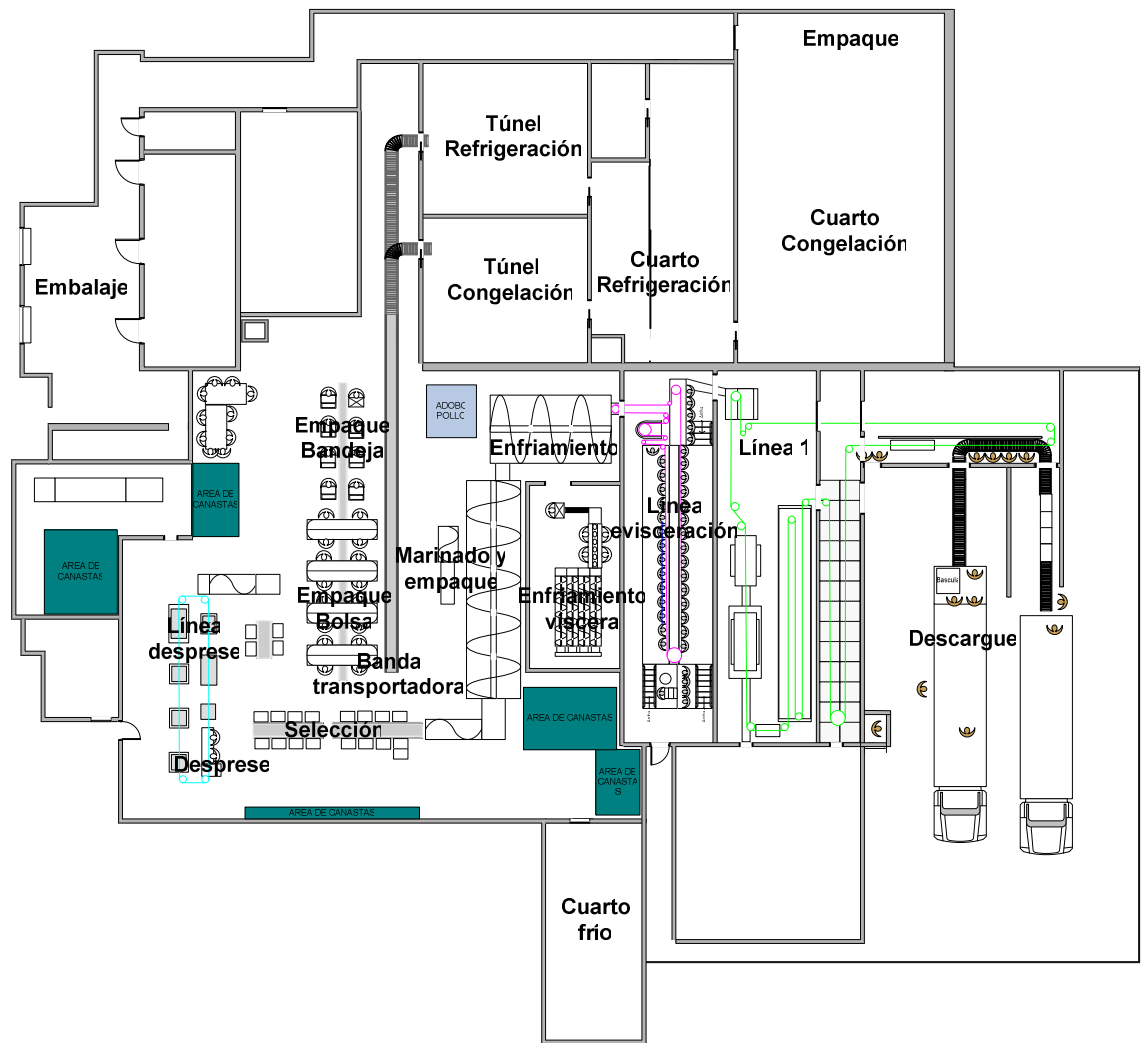 Empaque
Túnel
Refrigeración
Cuarto
Congelación
Túnel
Congelación
Cuarto
Refrigeración
Embalaje
ADOBO
POLLO
Empaque
Bandeja
Enfriamiento
Línea 1
AREA DE
CANASTAS
Línea
evisceración
Marinado y
empaque
AREA DE
CANASTAS
Bascula
Empaque
Bolsa
Enfriamiento
víscera
Línea
desprese
Descargue
Banda
transportadora
AREA DE CANASTAS
Selección
Desprese
AREA DE
CANASTA
S
AREA DE CANASTAS
Cuarto
frío